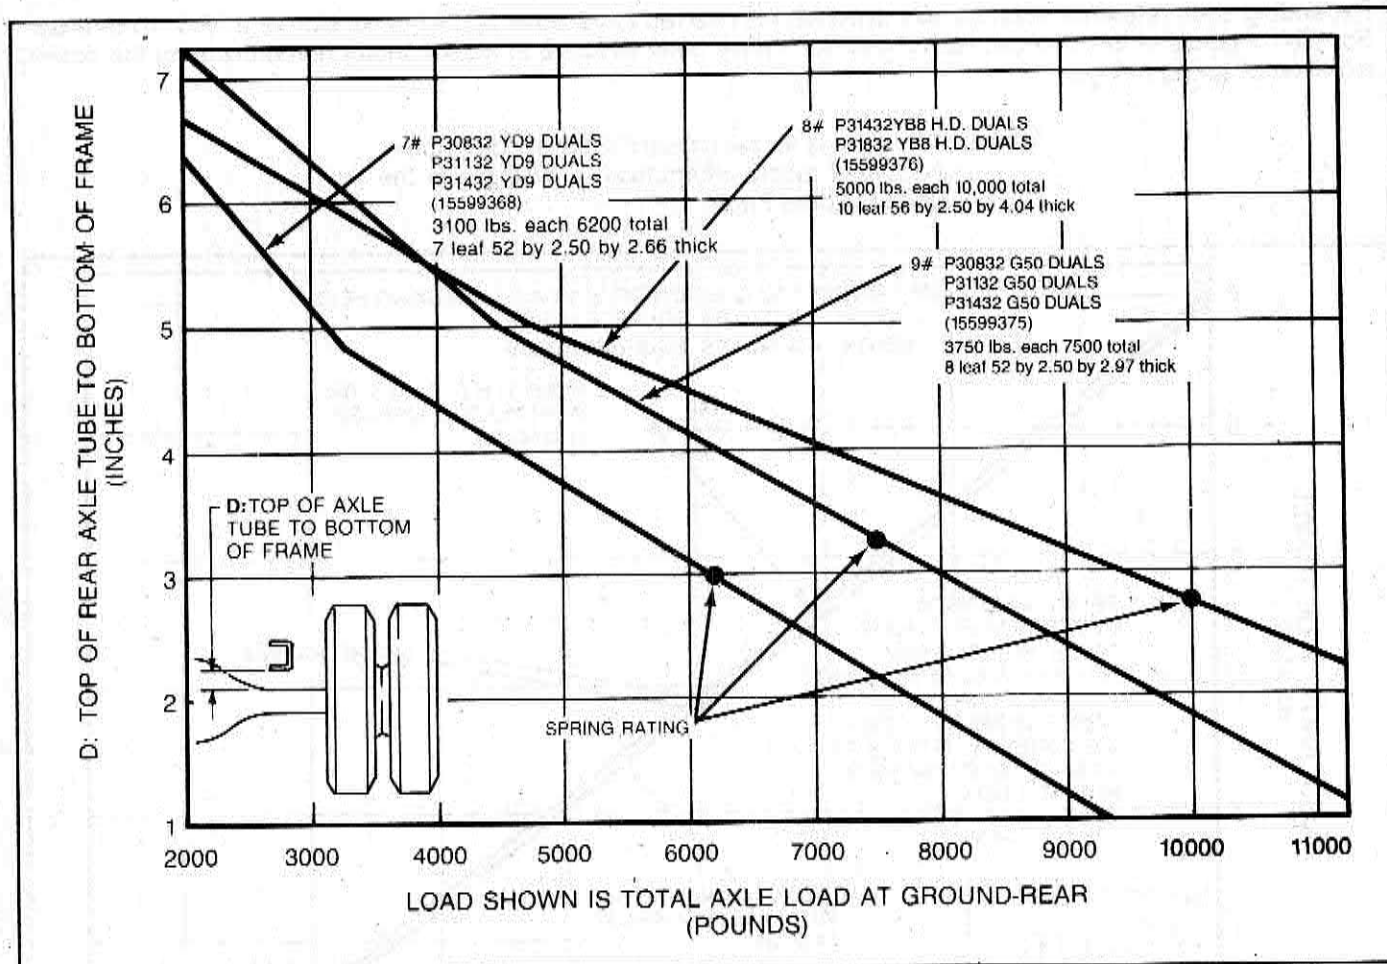 D: TOP OF REAR AXLE TUBE TO BOTTOM OF FRAME
(INCHES)
7
6
5
4
3
2
1
7# P30832 YD9 DUALS
P31132 YD9 DUALS
P31432 YD9 DUALS
(15599368)
3100 lbs. each 6200 total
7 leaf 52 by 2.50 by 2.66 thick
8# P31432YB8 H.D. DUALS
P31832 YB8 H.D. DUALS
(15599376)
5000 lbs. each 10,000 total
10 leaf 56 by 2.50 by 4.04 thick
9# P30832 G50 DUALS
P31132 G50 DUALS
P31432 G50 DUALS
(15599375)
3750 lbs. each 7500 total
8 leaf 52 by 2.50 by 2.97 thick
D:TOP OF AXLE
TUBE TO BOTTOM
OF FRAME
SPRING RATING
2000 3000 4000 5000 6000 7000 8000 9000 10000 11000
LOAD SHOWN IS TOTAL AXLE LOAD AT GROUND-REAR
(POUNDS)